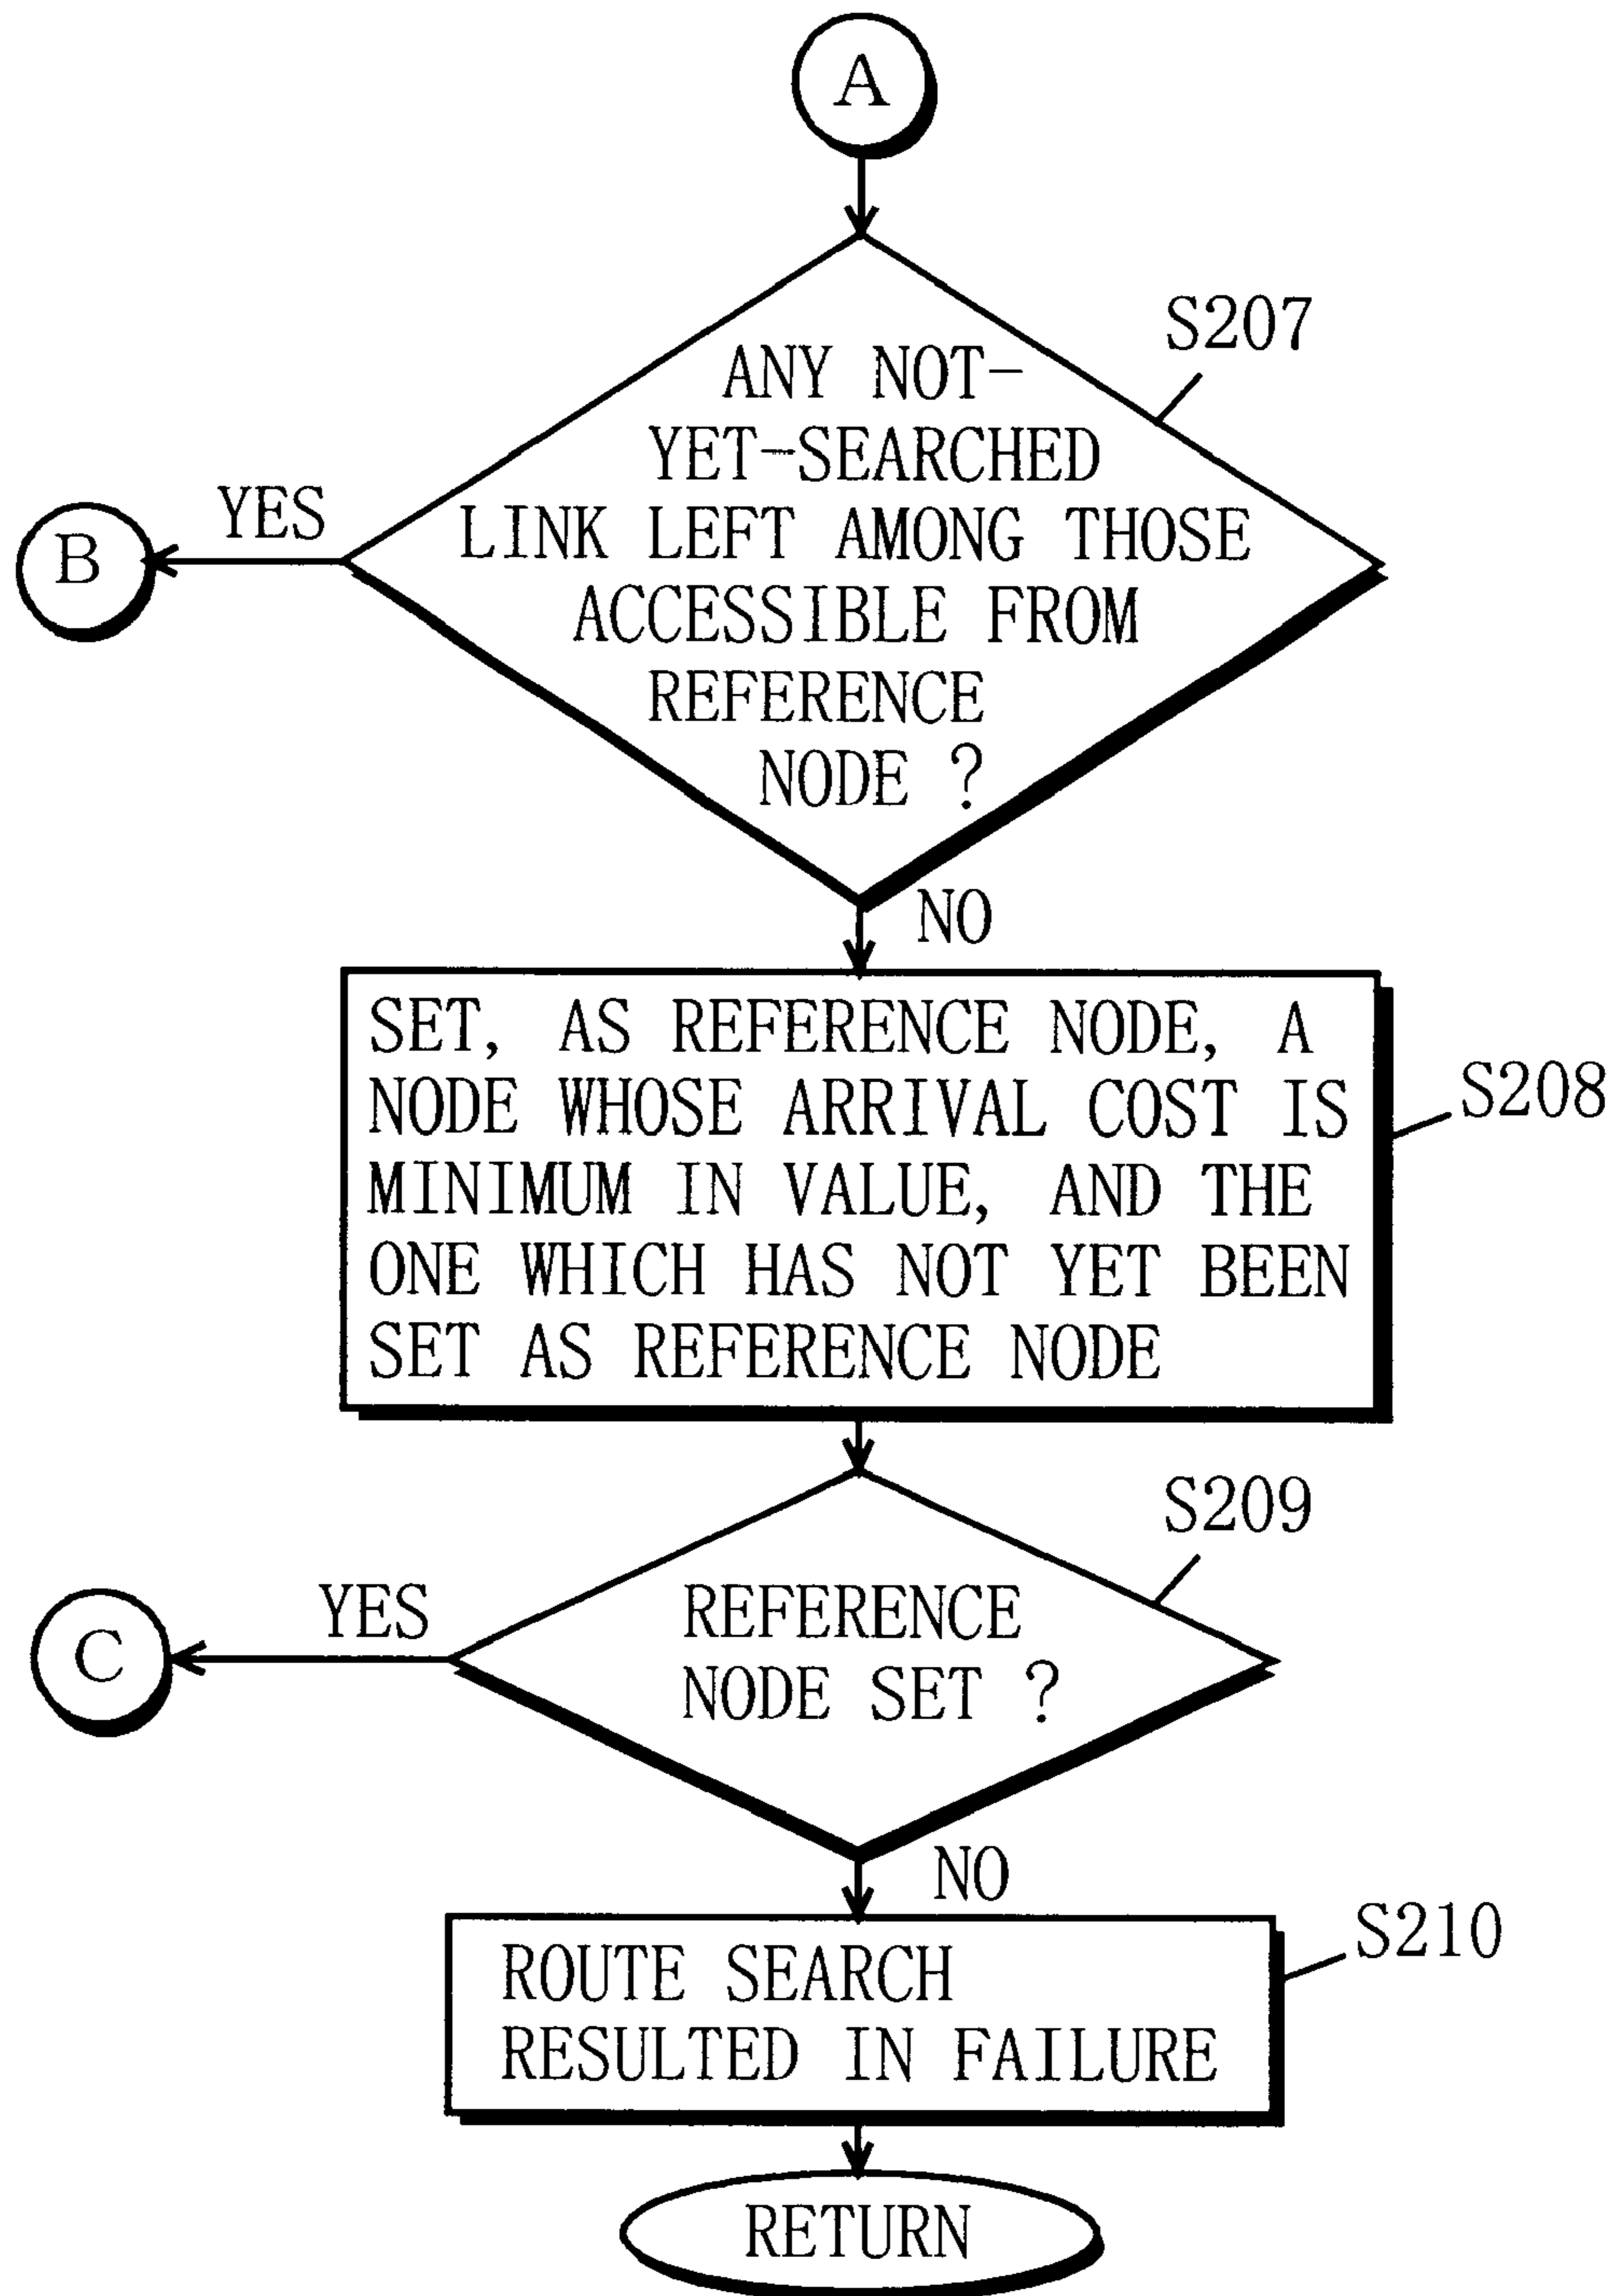 A
S207
ANY NOT-
YET-SEARCHED
LINK LEFT AMONG THOSE
ACCESSIBLE FROM
REFERENCE
NODE ?
YES
B
NO
SET, AS REFERENCE NODE, A
NODE WHOSE ARRIVAL COST IS
MINIMUM IN VALUE, AND THE
ONE WHICH HAS NOT YET BEEN
SET AS REFERENCE NODE
S208
S209
REFERENCE
NODE SET ?
YES
C
NO
S210
ROUTE SEARCH
RESULTED IN FAILURE
RETURN